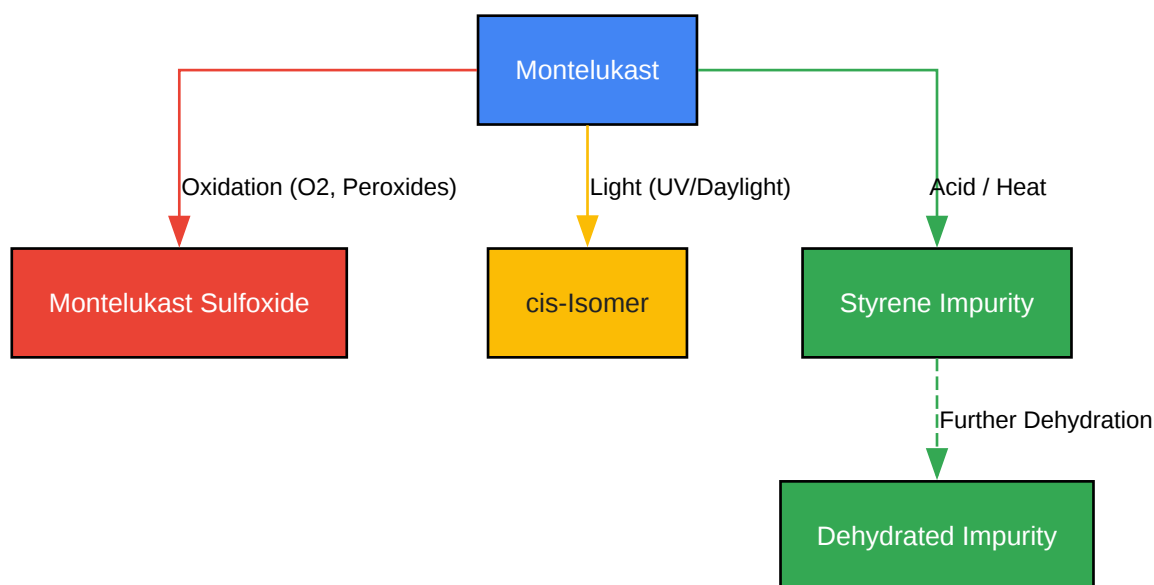 Montelukast
Oxidation (O2, Peroxides)
Light (UV/Daylight)
Acid / Heat
Montelukast Sulfoxide
cis-Isomer
Styrene Impurity
Further Dehydration
Dehydrated Impurity